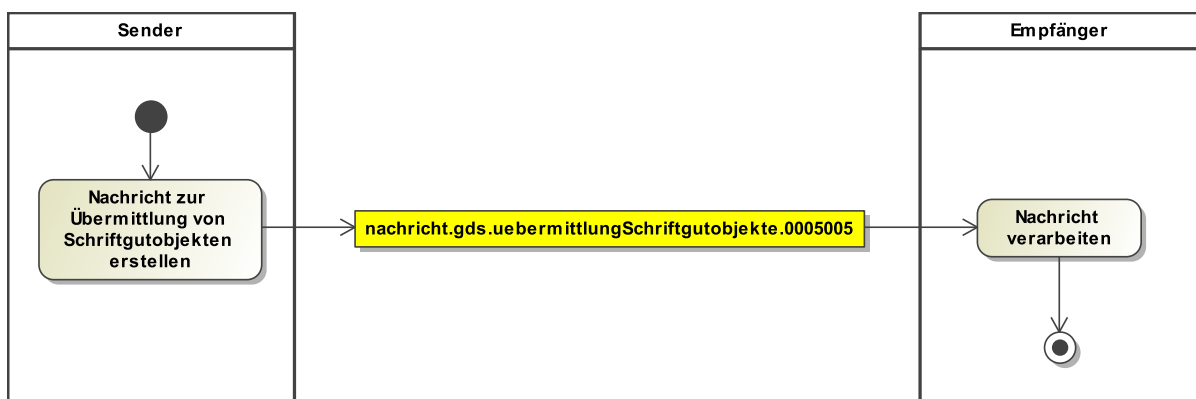 Sender
Empfänger
Nachricht zur
Übermittlung von
Schriftgutobjekten
erstellen
nachricht.gds.uebermittlungSchriftgutobjekte.0005005
Nachricht
verarbeiten